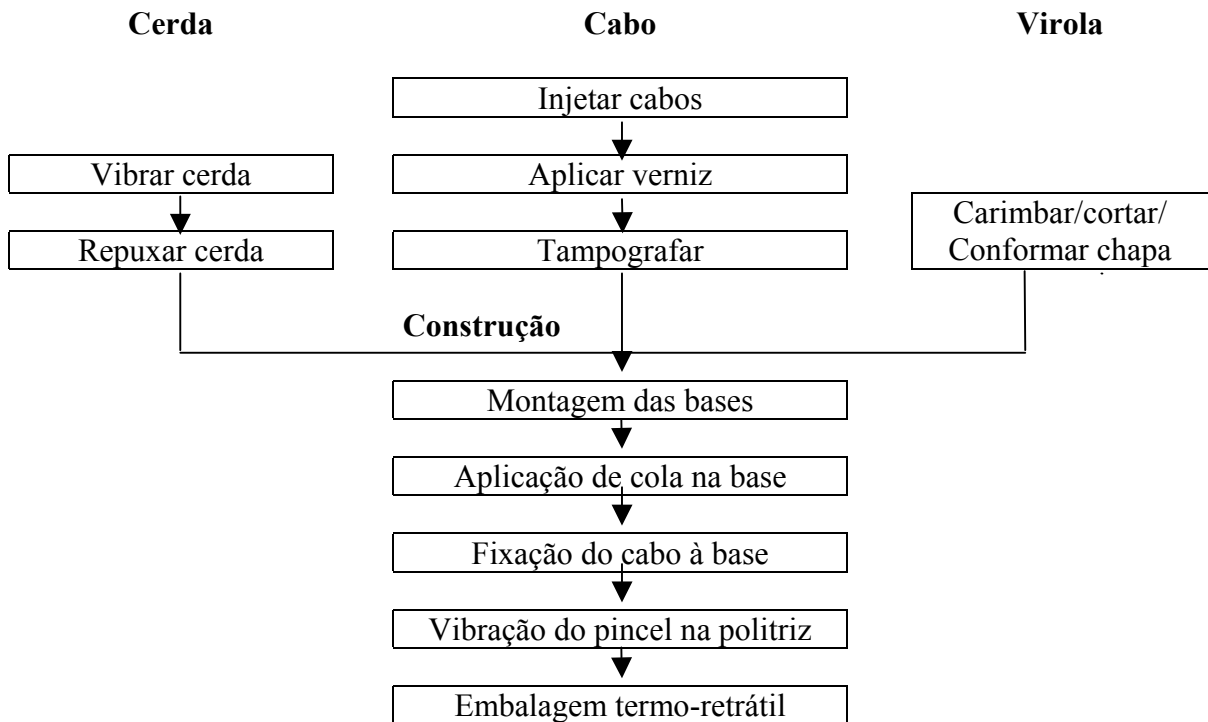 Cerda
Cabo
Virola
Injetar cabos
Vibrar cerda
Aplicar verniz
Repuxar cerda
Tampografar
Carimbar/cortar/
Conformar chapa
Construção
Montagem das bases
Aplicação de cola na base
Fixação do cabo à base
Vibração do pincel na politriz
Embalagem termo-retrátil